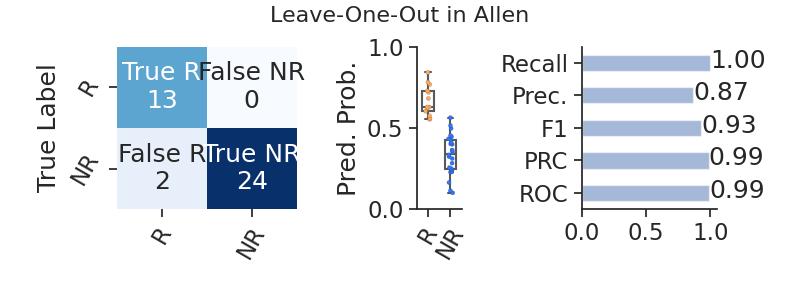 Leave-One-Out in Allen
True Label
R
NR
True R
13
False NR
0
False R
2
True NR
24
R
NR
Pred. Prob.
1.0
0.5
0.0
R
NR
Recall 1.00
Prec. 0.87
F1 0.93
PRC 0.99
ROC 0.99
0.0 0.5 1.0